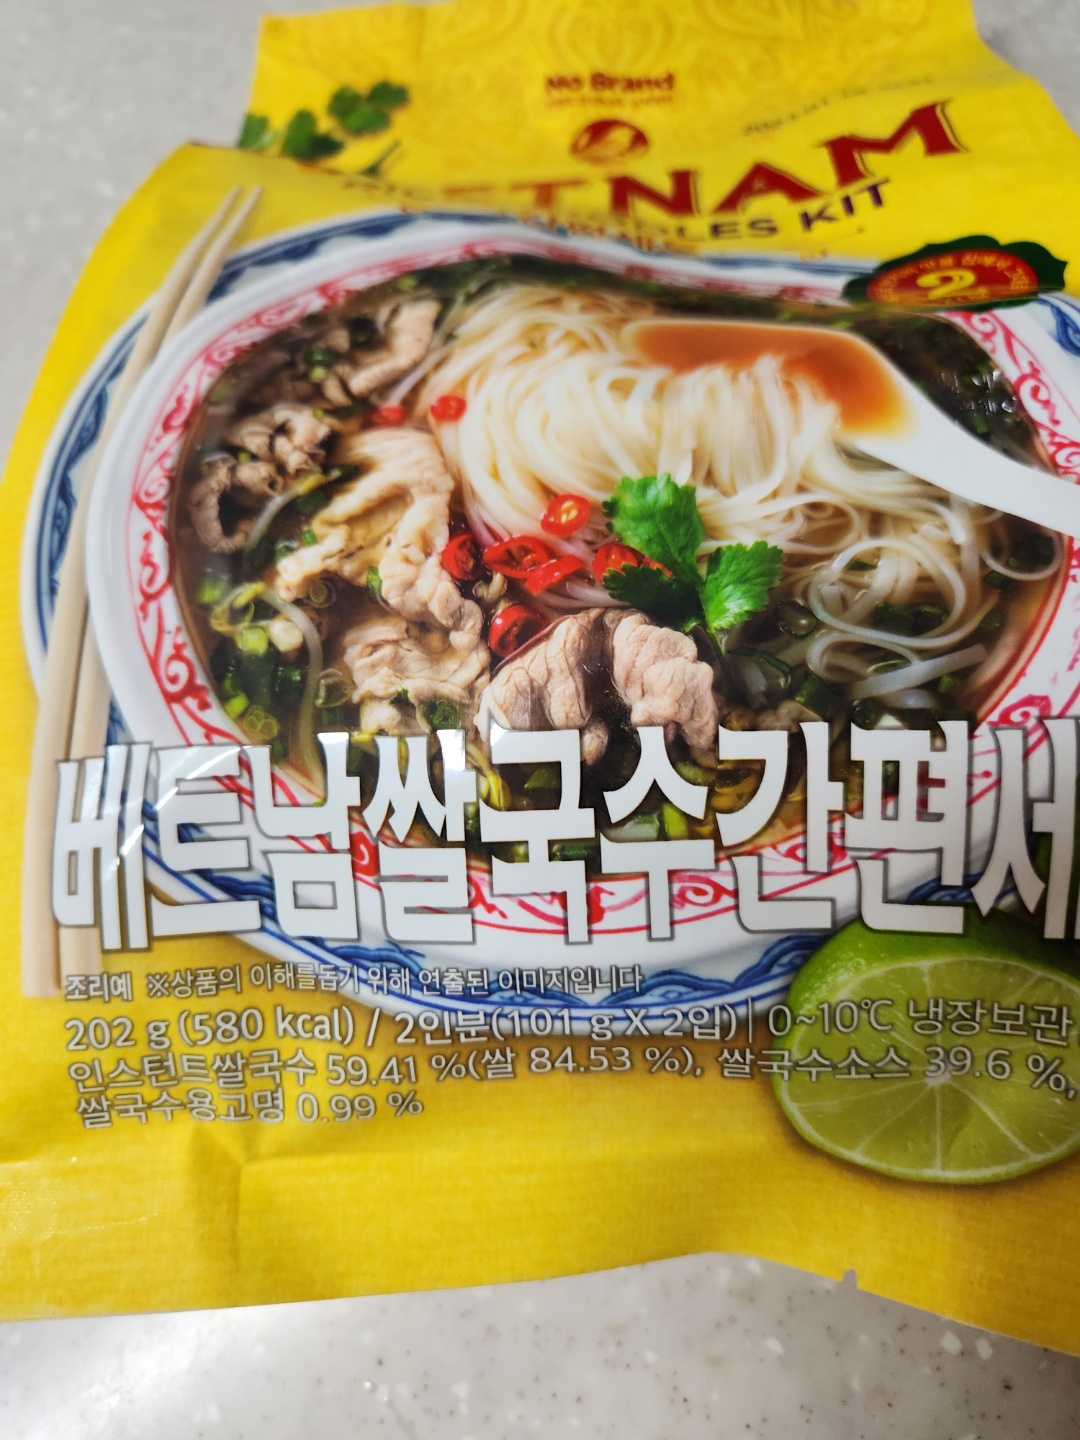 No Brand
VIETNAM
NOODLES KIT
2
베트남쌀국수간편세
조리예 ※상품의 이해를돕기 위해 연출된 이미지입니다
202 g (580 kcal) / 2인분(101 g X 2입) | 0~10℃ 냉장보관
인스턴트쌀국수 59.41 %(쌀 84.53 %), 쌀국수소스 39.6 %,
쌀국수용고명 0.99 %